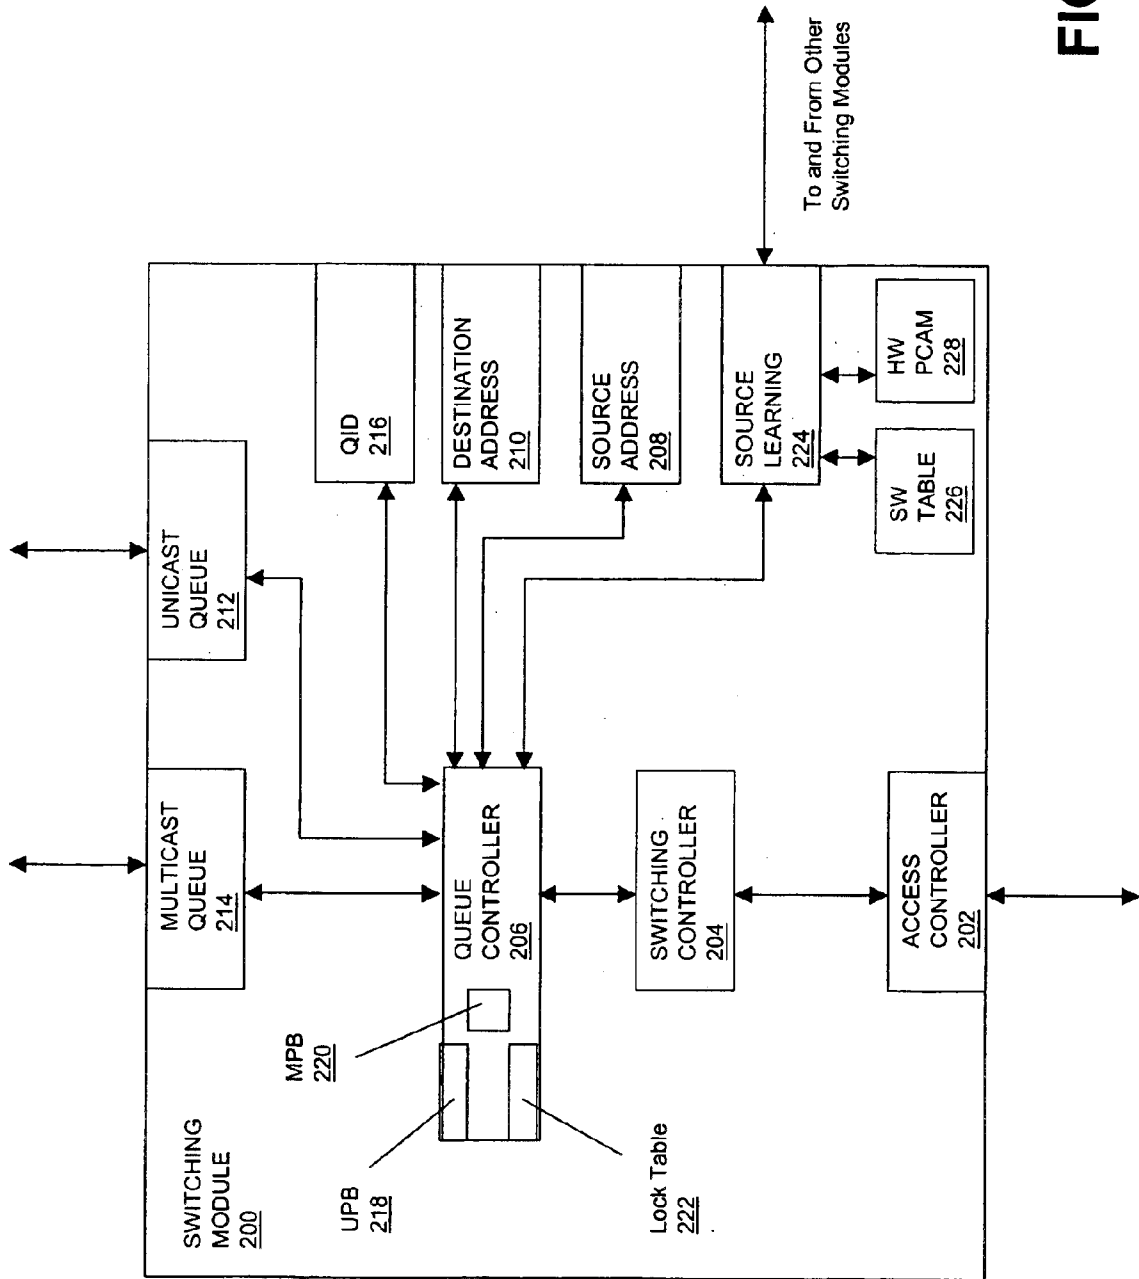 SWITCHING
MODULE
200
MULTICAST
QUEUE
214
UNICAST
QUEUE
212
MPB
220
UPB
218
QID
216
QUEUE
CONTROLLER
206
DESTINATION
ADDRESS
210
SOURCE
ADDRESS
208
Lock Table
222
SWITCHING
CONTROLLER
204
SOURCE
LEARNING
224
To and From Other
Switching Modules
ACCESS
CONTROLLER
202
SW
TABLE
226
HW
PCAM
228